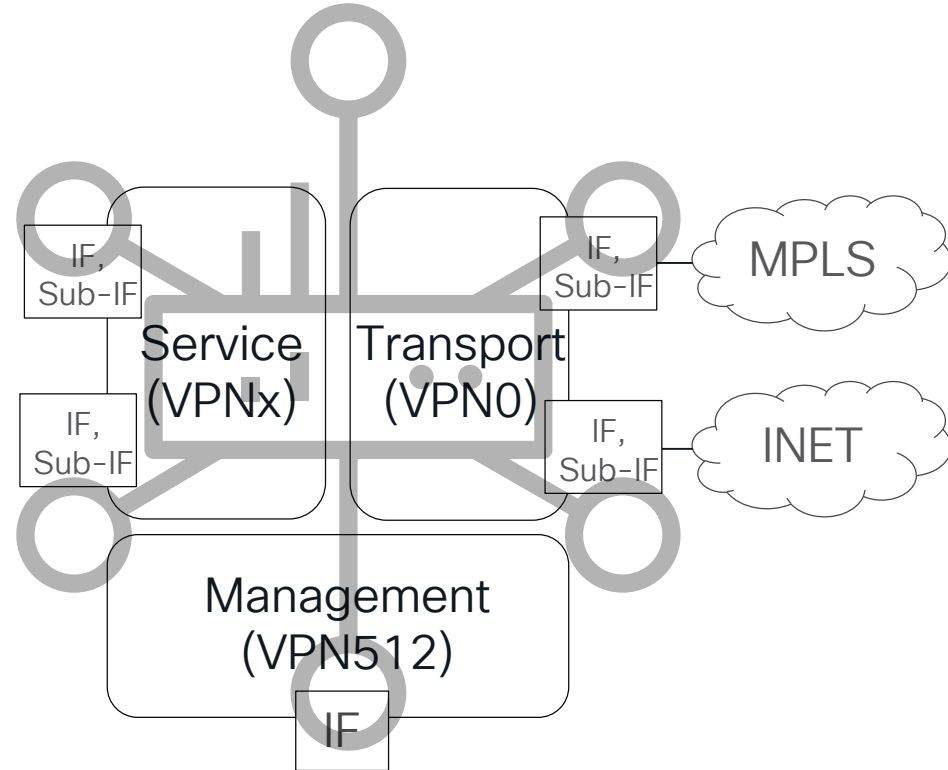 IF,
Sub-IF
IF,
Sub-IF
MPLS
Service
(VPNx)
Transport
(VPN0)
IF,
Sub-IF
IF,
Sub-IF
INET
Management
(VPN512)
IF